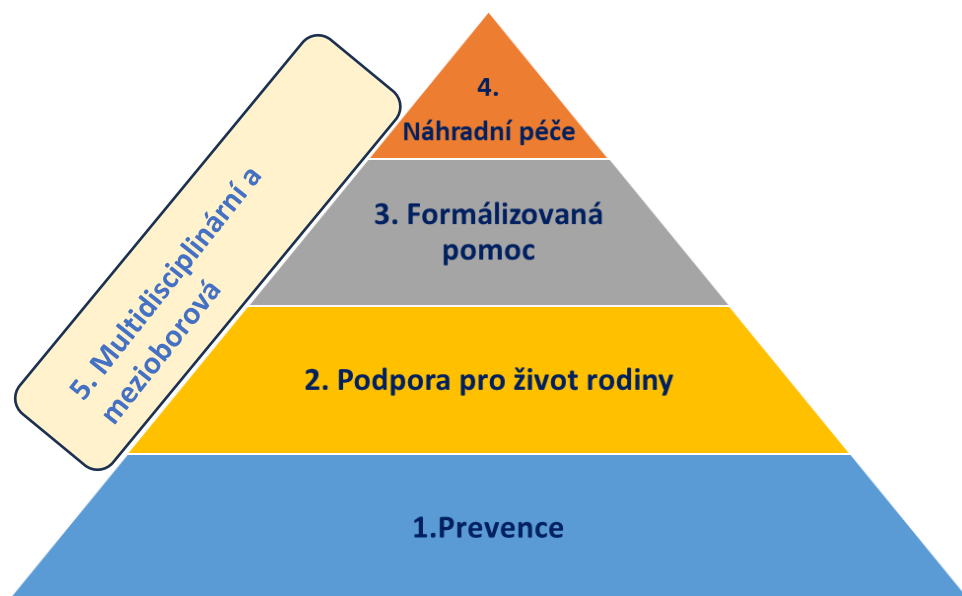 4.
Náhradní péče
3. Formálizovaná
pomoc
5. Multidisciplinární a
mezioborová
2. Podpora pro život rodiny
1.Prevence